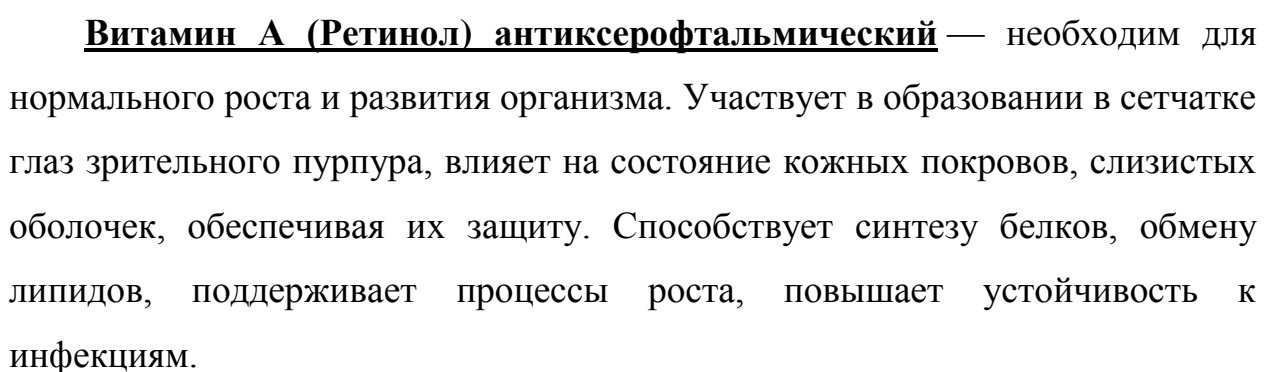 Витамин А (Ретинол) антиксерофтальмический — необходим для
нормального роста и развития организма. Участвует в образовании в сетчатке
глаз зрительного пурпура, влияет на состояние кожных покровов, слизистых
оболочек, обеспечивая их защиту. Способствует синтезу белков, обмену
липидов, поддерживает процессы роста, повышает устойчивость к
инфекциям.